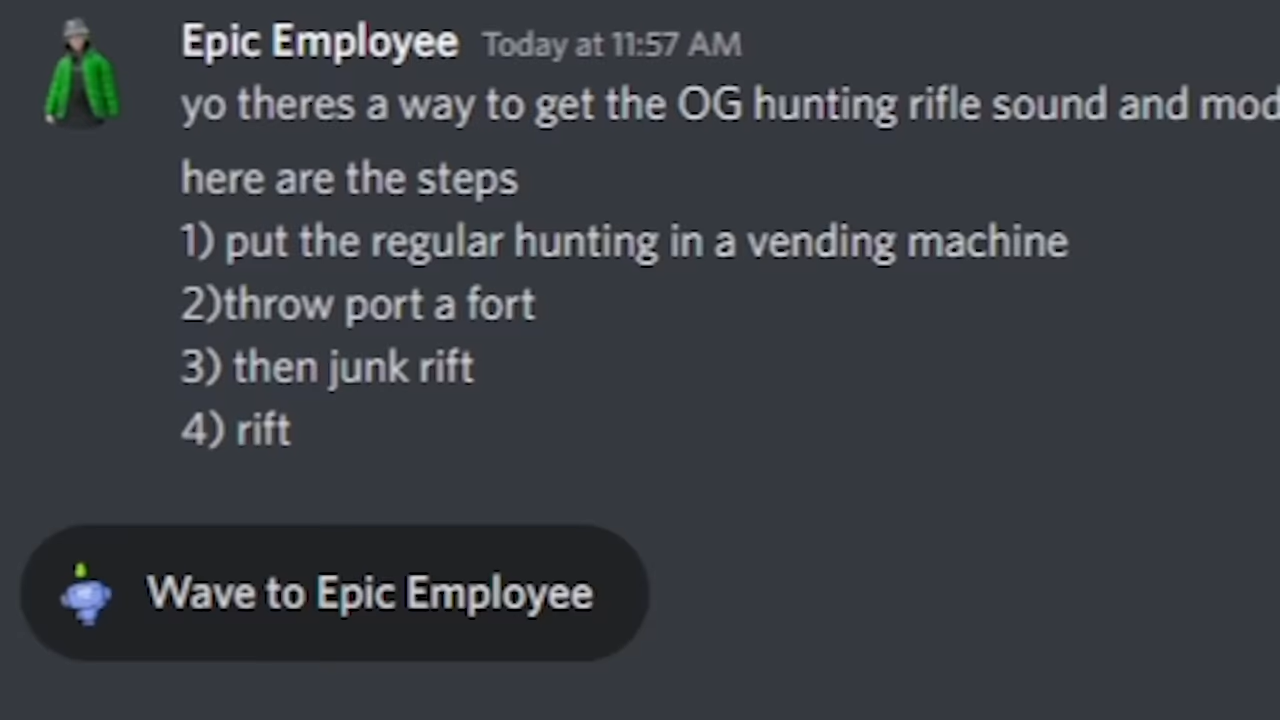 Epic Employee Today at 11:57 AM
yo theres a way to get the OG hunting rifle sound and mod
here are the steps
1) put the regular hunting in a vending machine
2)throw port a fort
3) then junk rift
4) rift
Wave to Epic Employee